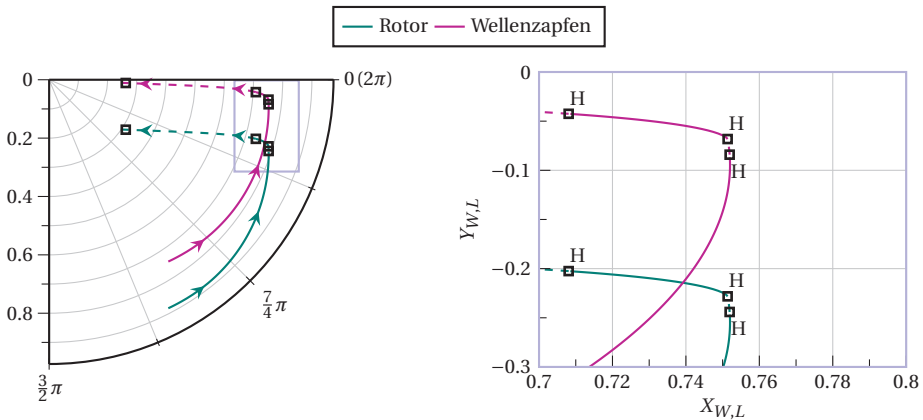 Rotor Wellenzapfen
0
0 (2π)
0.2
0.4
0.6
0.8
7/4 π
3/2 π
0
−0.1
−0.2
−0.3
Y_{W,L}
H
H
H
H
H
H
0.7 0.72 0.74 0.76 0.78 0.8
X_{W,L}